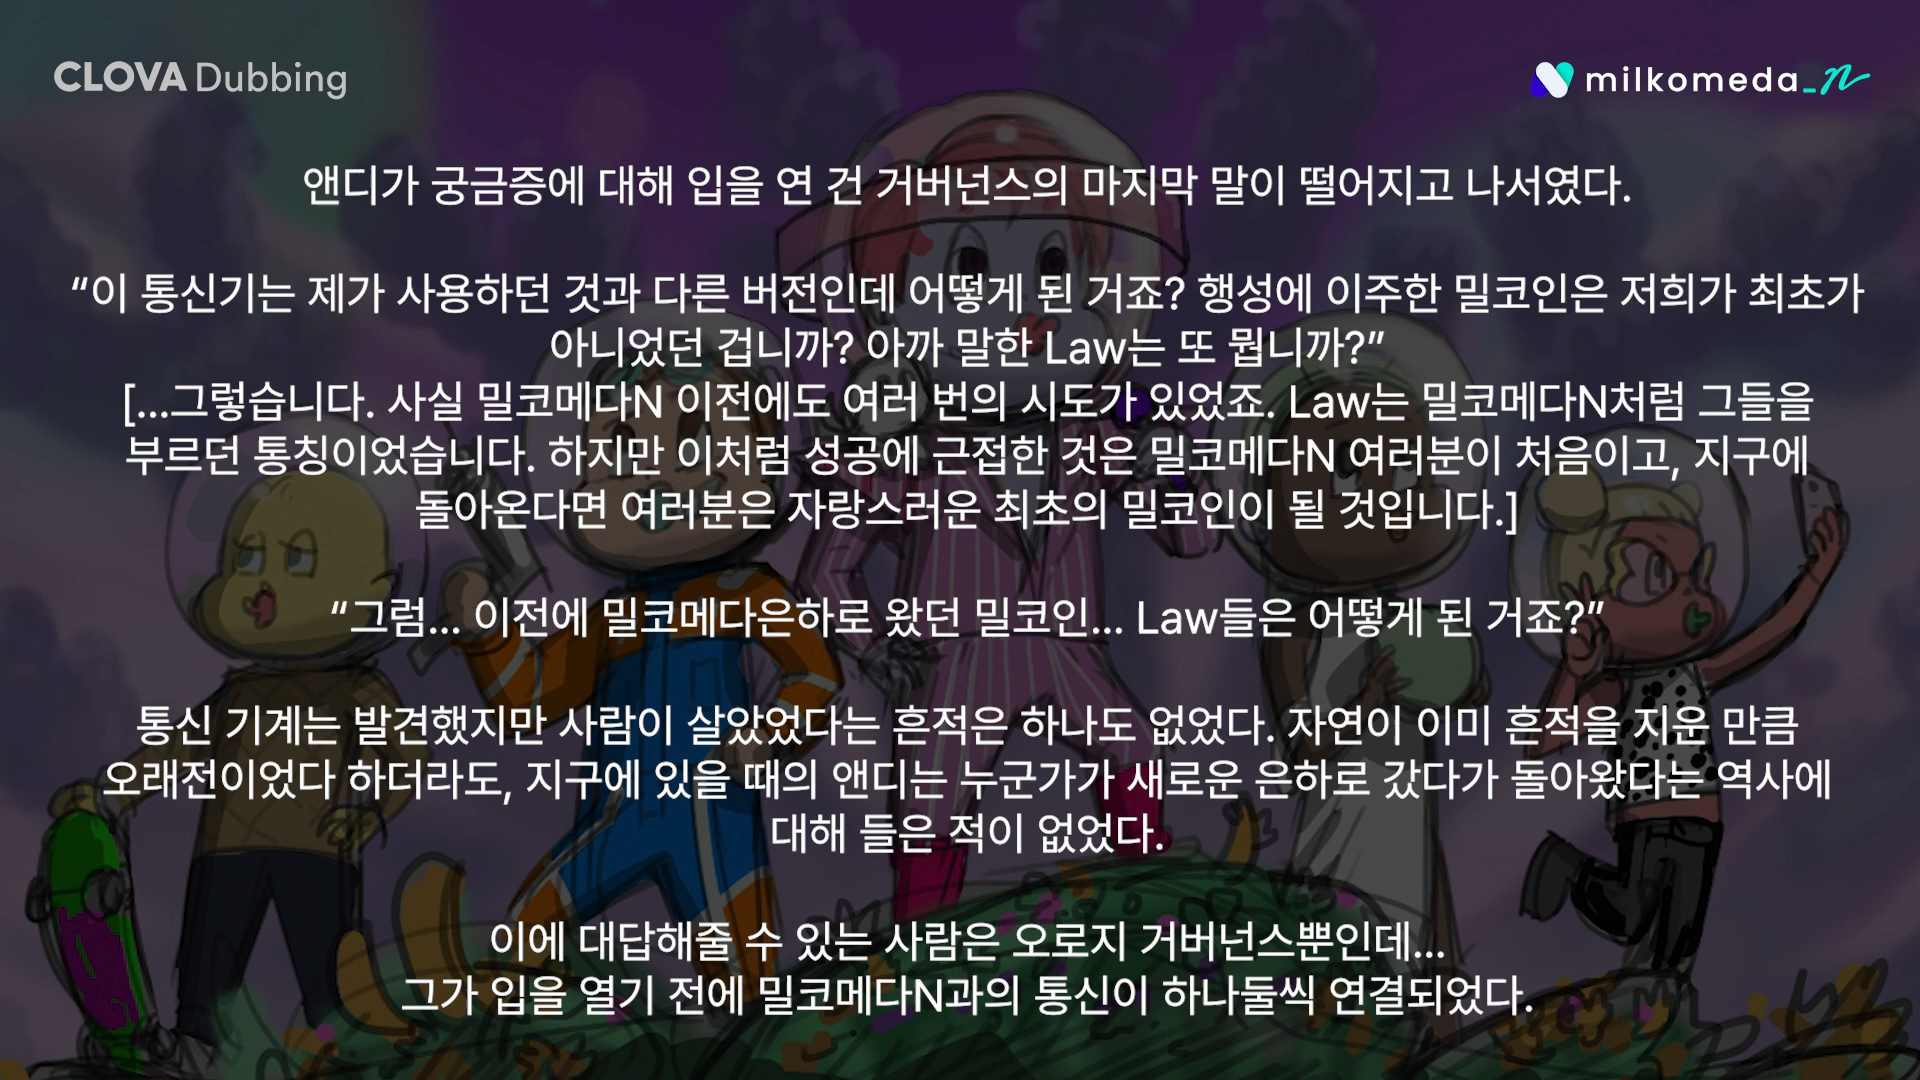 CLOVA Dubbing
milkomeda_n
앤디가 궁금증에 대해 입을 연 건 거버넌스의 마지막 말이 떨어지고 나서였다.
“이 통신기는 제가 사용하던 것과 다른 버전인데 어떻게 된 거죠? 행성에 이주한 밀코인은 저희가 최초가
아니었던 겁니까? 아까 말한 Law는 또 뭡니까?”
[...그렇습니다. 사실 밀코메다N 이전에도 여러 번의 시도가 있었죠. Law는 밀코메다N처럼 그들을
부르던 통칭이었습니다. 하지만 이처럼 성공에 근접한 것은 밀코메다N 여러분이 처음이고, 지구에
돌아온다면 여러분은 자랑스러운 최초의 밀코인이 될 것입니다.]
“그럼... 이전에 밀코메다은하로 왔던 밀코인... Law들은 어떻게 된 거죠?”
통신 기계는 발견했지만 사람이 살았었다는 흔적은 하나도 없었다. 자연이 이미 흔적을 지운 만큼
오래전이었다 하더라도, 지구에 있을 때의 앤디는 누군가가 새로운 은하로 갔다가 돌아왔다는 역사에
대해 들은 적이 없었다.
이에 대답해줄 수 있는 사람은 오로지 거버넌스뿐인데...
그가 입을 열기 전에 밀코메다N과의 통신이 하나둘씩 연결되었다.